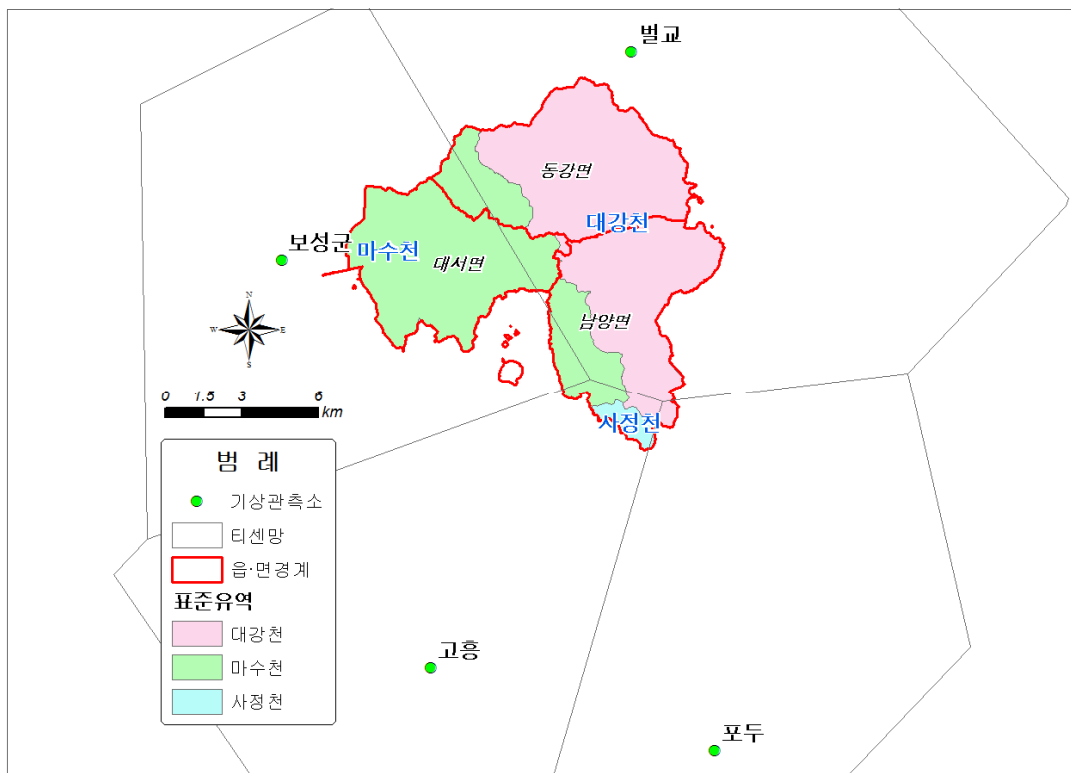 벌교
동강면
대강천
보성군
마수천
대서면
N
W
E
S
남양면
0 1.5 3 6
km
사정천
범 례
기상관측소
티센망
읍·면경계
표준유역
대강천
마수천
사정천
고흥
포두